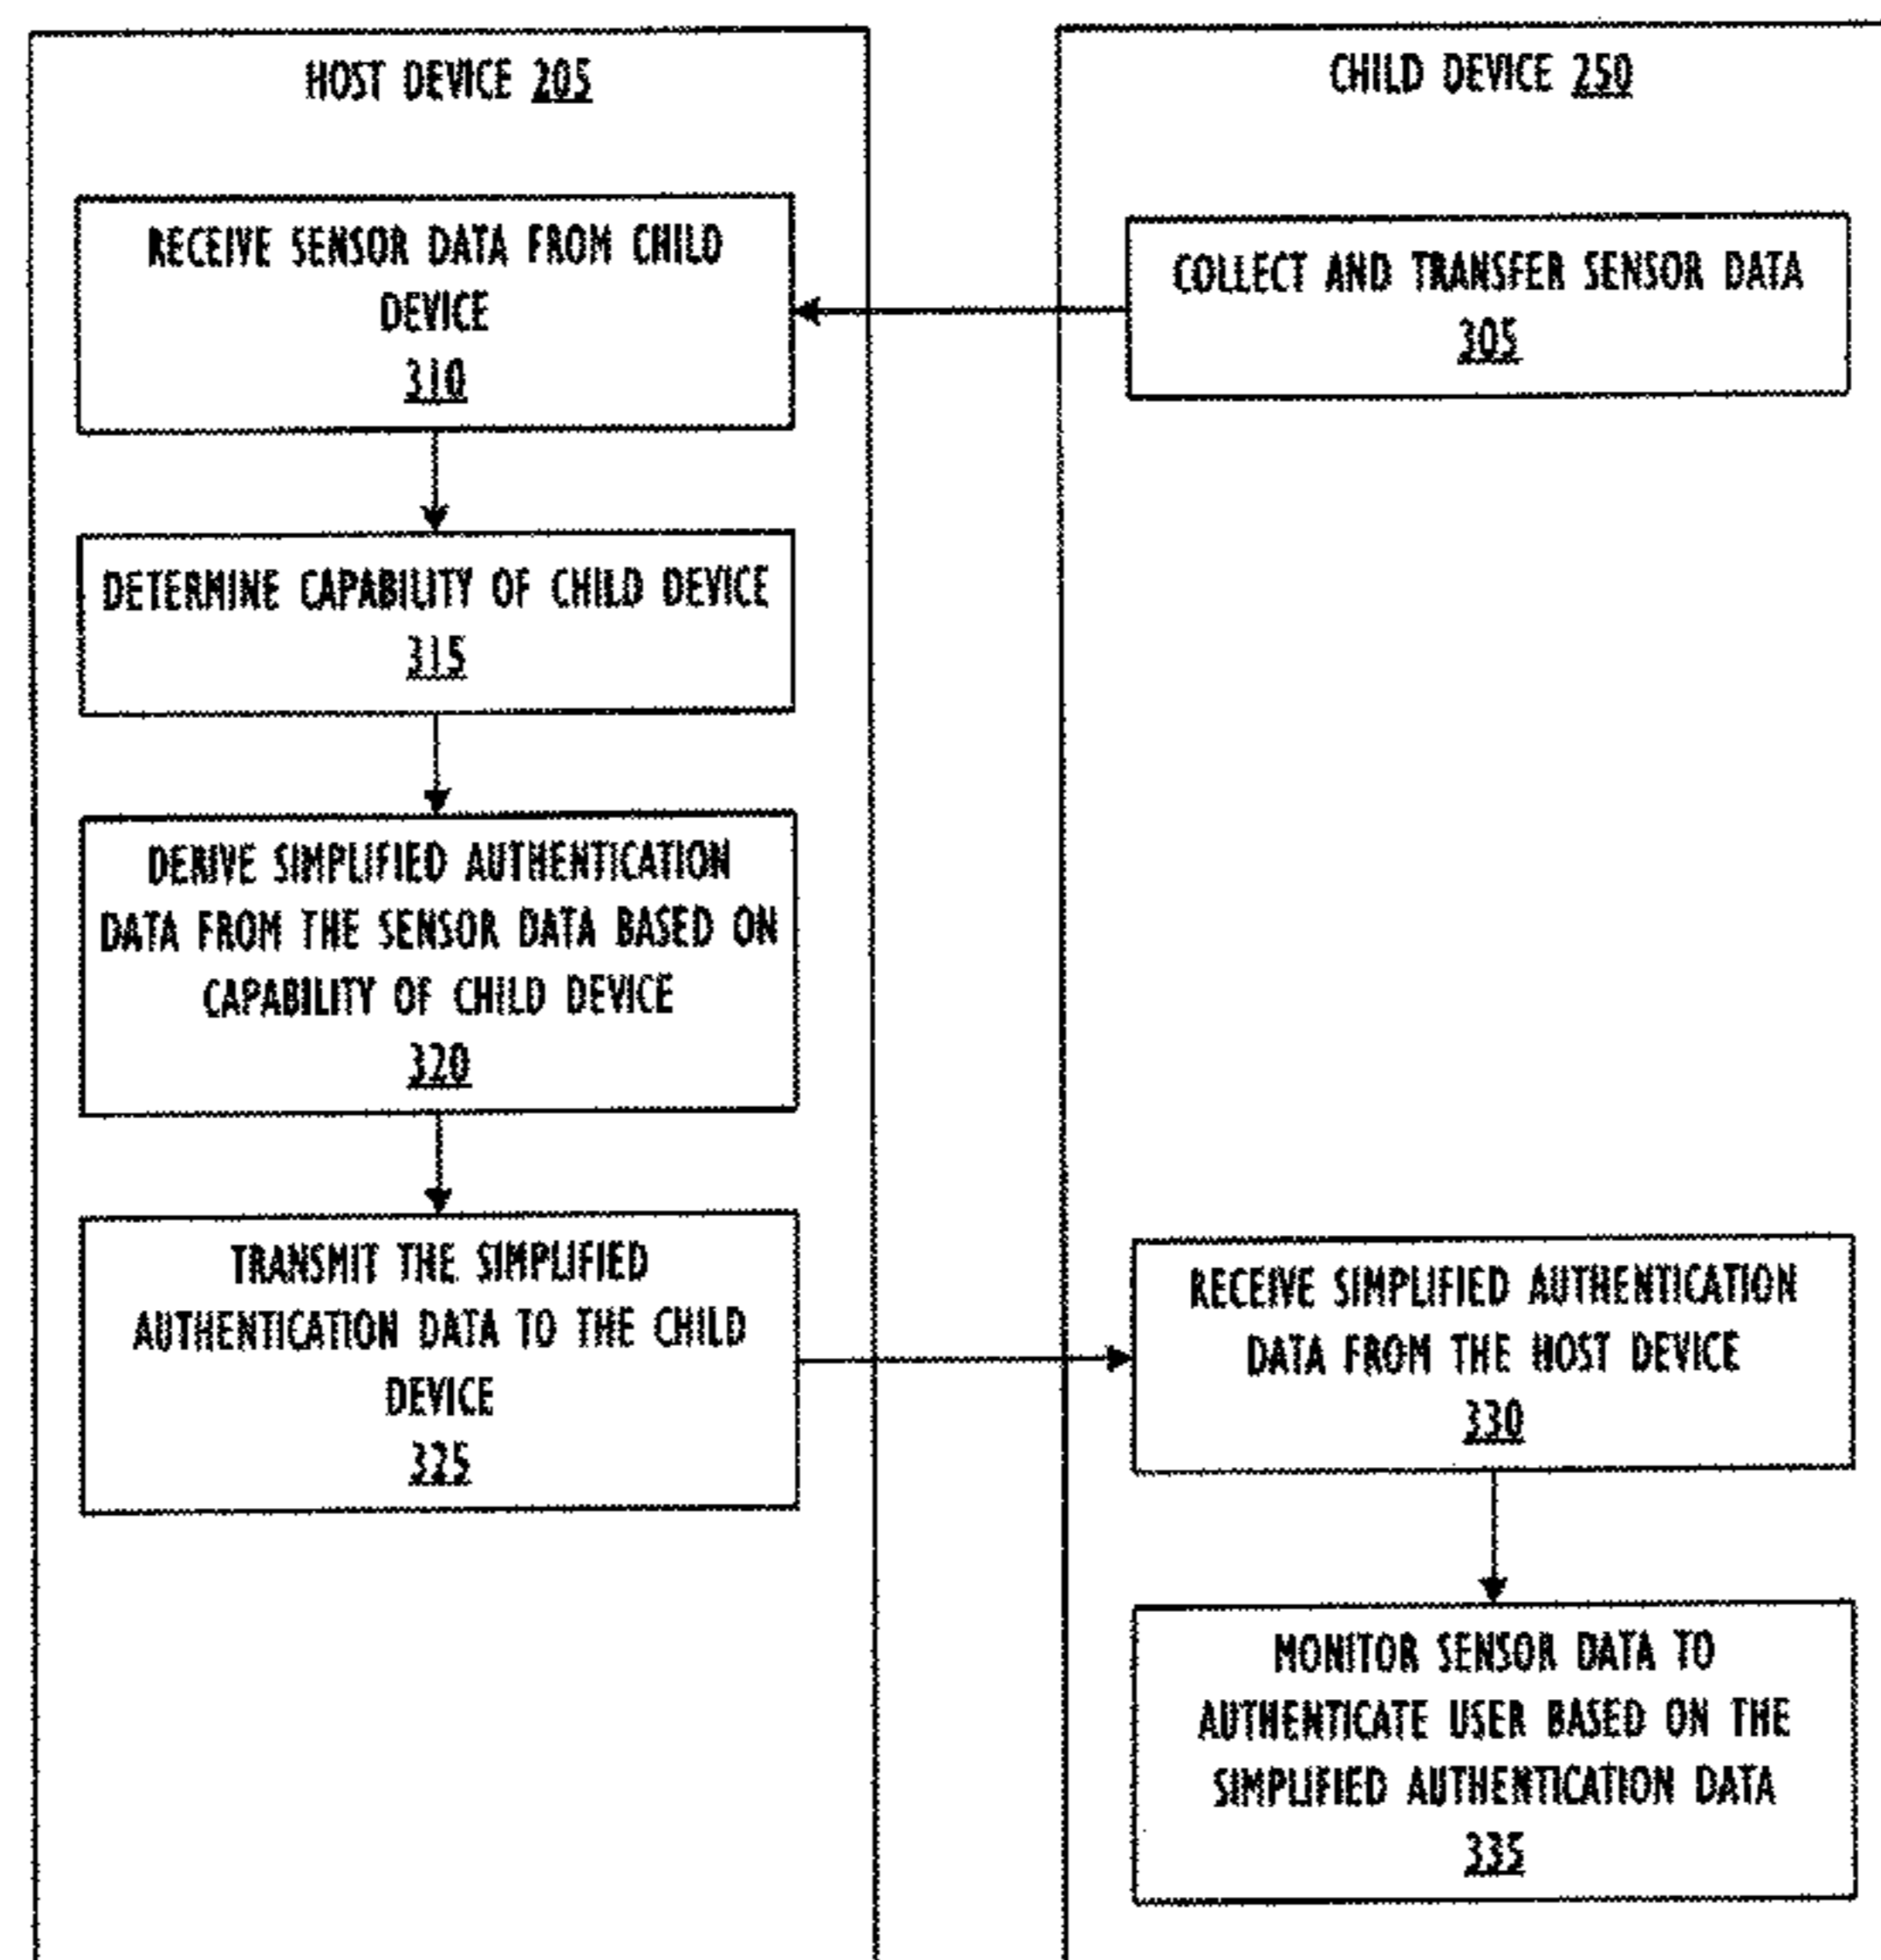 HOST DEVICE 205
RECEIVE SENSOR DATA FROM CHILD
DEVICE
310
DETERMINE CAPABILITY OF CHILD DEVICE
315
DERIVE SIMPLIFIED AUTHENTICATION
DATA FROM THE SENSOR DATA BASED ON
CAPABILITY OF CHILD DEVICE
320
TRANSMIT THE SIMPLIFIED
AUTHENTICATION DATA TO THE CHILD
DEVICE
325
CHILD DEVICE 250
COLLECT AND TRANSFER SENSOR DATA
305
RECEIVE SIMPLIFIED AUTHENTICATION
DATA FROM THE HOST DEVICE
330
MONITOR SENSOR DATA TO
AUTHENTICATE USER BASED ON THE
SIMPLIFIED AUTHENTICATION DATA
335